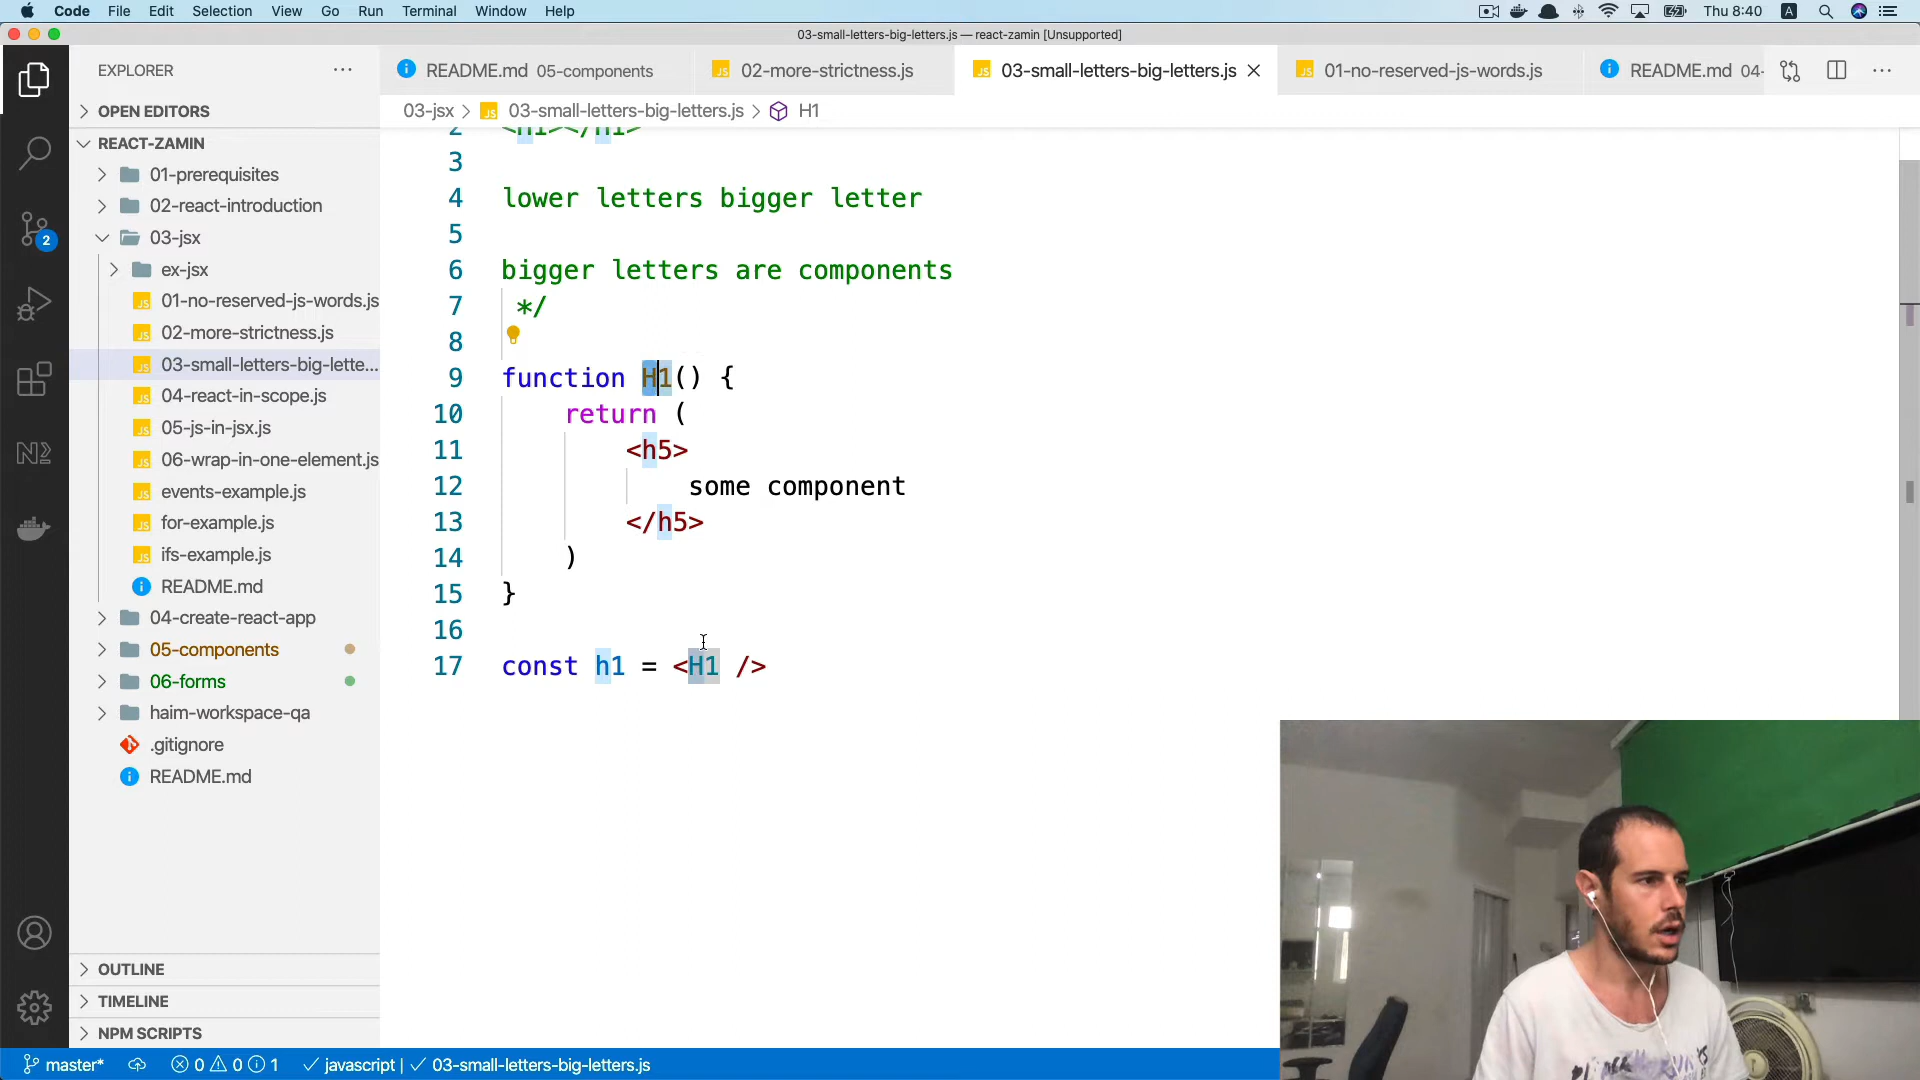 Code File Edit Selection View Go Run Terminal Window Help
Thu 8:40 A
03-small-letters-big-letters.js — react-zamin [Unsupported]
EXPLORER
README.md 05-components
02-more-strictness.js
03-small-letters-big-letters.js
01-no-reserved-js-words.js
README.md 04-
OPEN EDITORS
03-jsx > 03-small-letters-big-letters.js > H1
REACT-ZAMIN
01-prerequisites
02-react-introduction
03-jsx
ex-jsx
01-no-reserved-js-words.js
02-more-strictness.js
03-small-letters-big-lette...
04-react-in-scope.js
05-js-in-jsx.js
06-wrap-in-one-element.js
events-example.js
for-example.js
ifs-example.js
README.md
04-create-react-app
05-components
06-forms
haim-workspace-qa
.gitignore
README.md
OUTLINE
TIMELINE
NPM SCRIPTS
2
N
2 <h1></h1>
3
4 lower letters bigger letter
5
6 bigger letters are components
7 */
8
9 function H1() {
10 return (
11 <h5>
12 some component
13 </h5>
14 )
15 }
16
17 const h1 = <H1 />
master* 0 0 1 javascript | 03-small-letters-big-letters.js